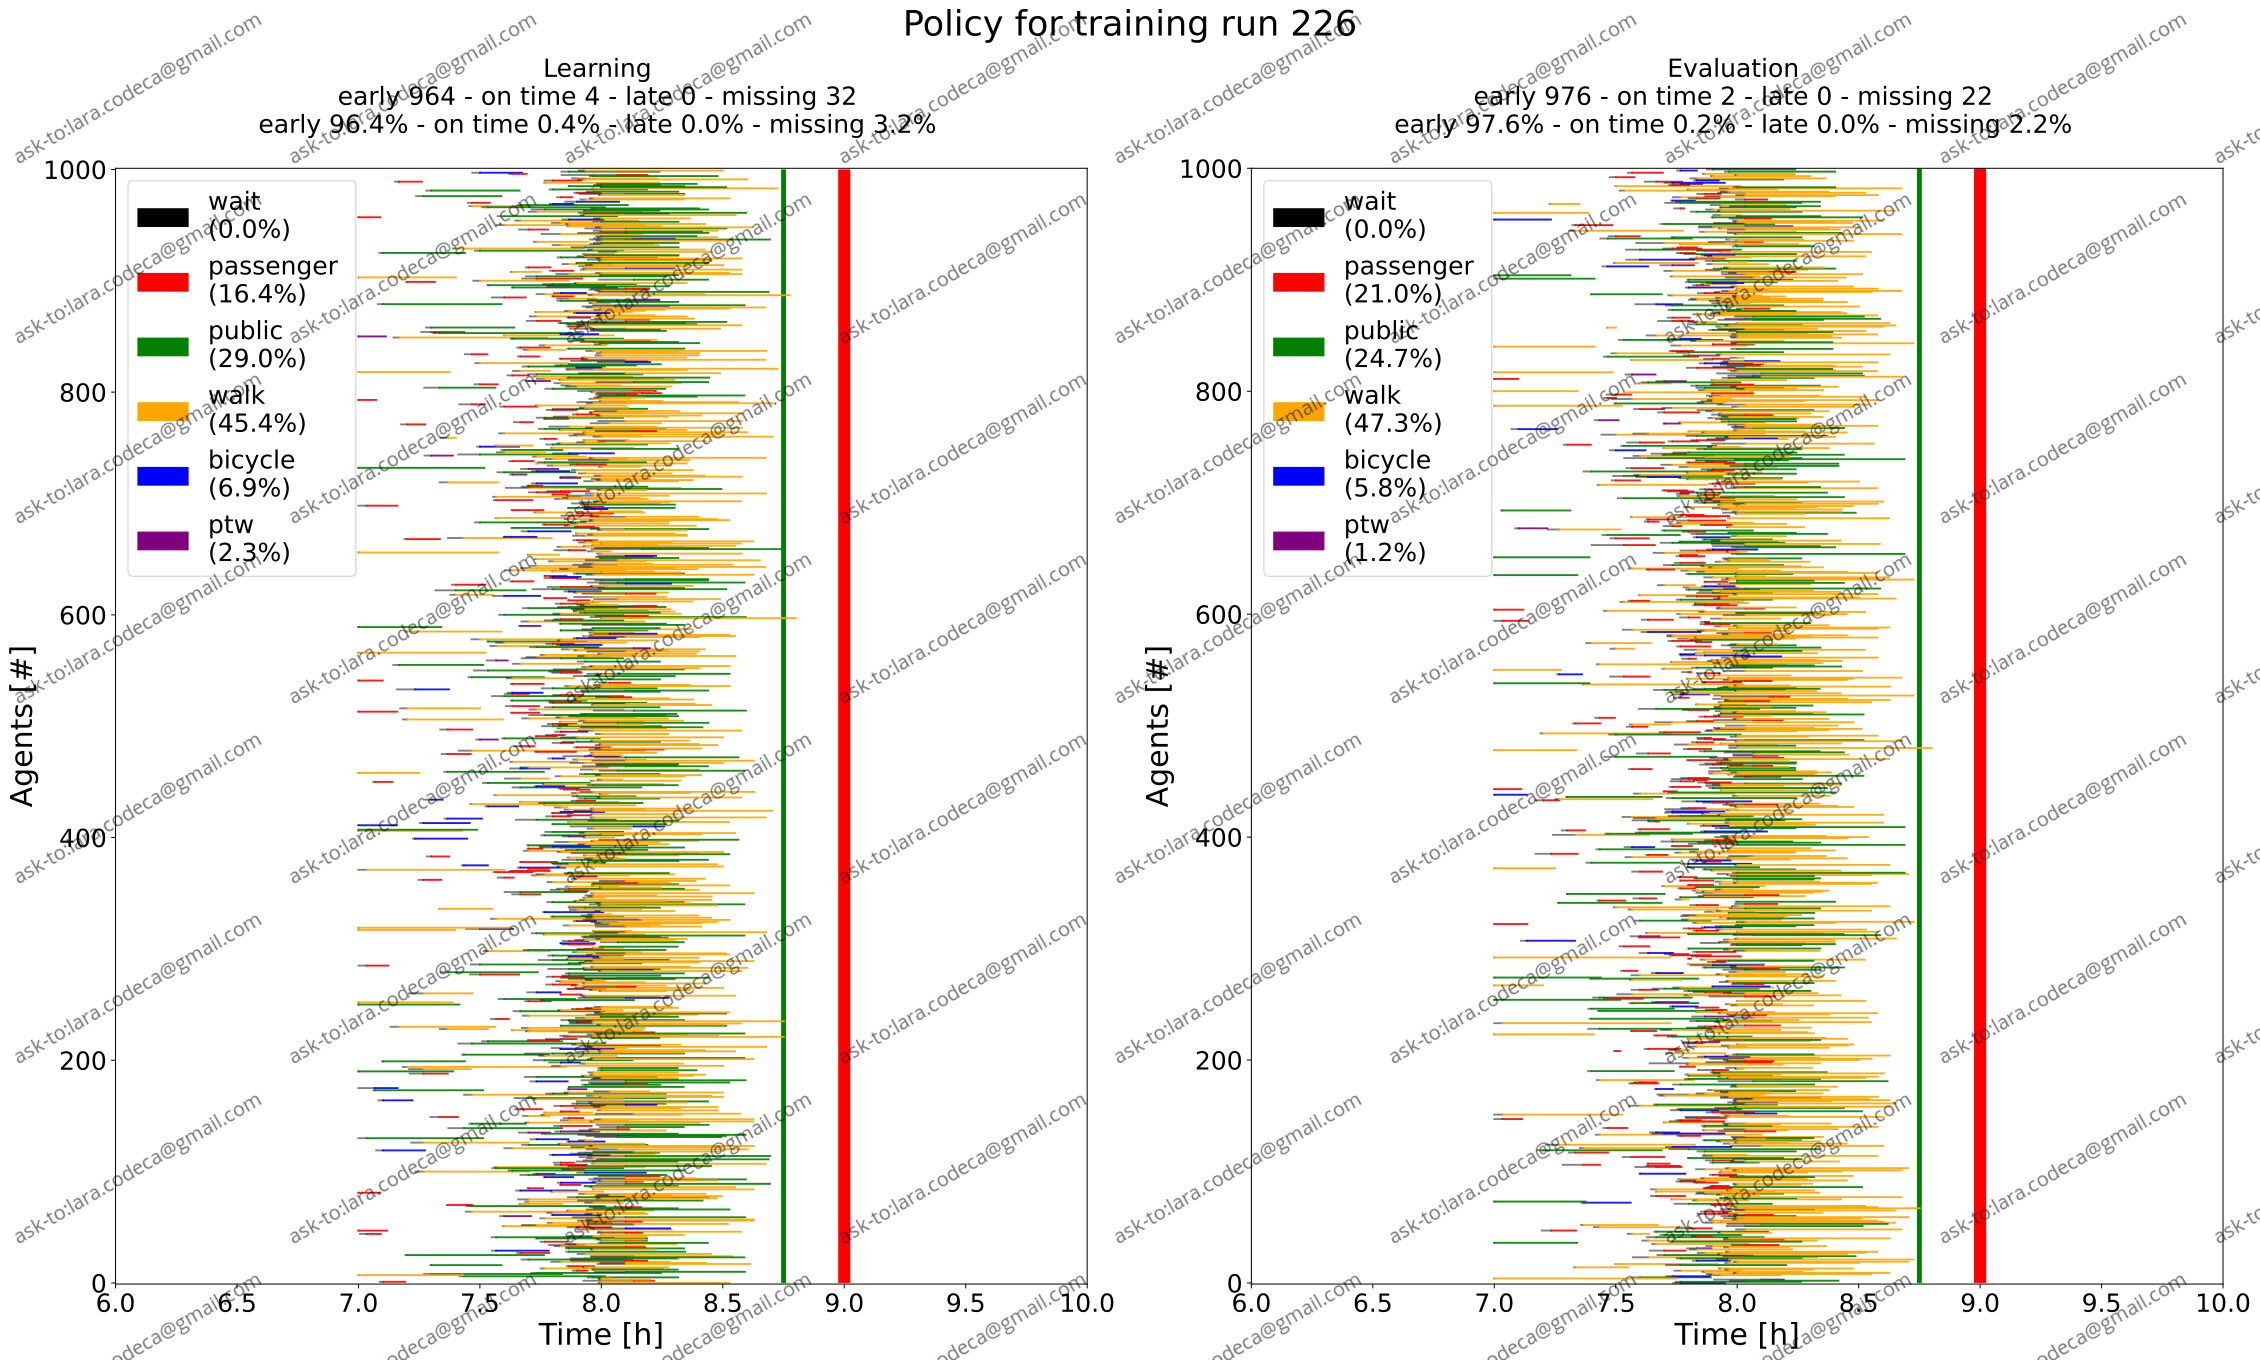 Policy for training run 226
Learning
early 964 - on time 4 - late 0 - missing 32
early 96.4% - on time 0.4% - late 0.0% - missing 3.2%
1000
800
600
400
200
0
Agents [#]
wait
(0.0%)
passenger
(16.4%)
public
(29.0%)
walk
(45.4%)
bicycle
(6.9%)
ptw
(2.3%)
6.0 6.5 7.0 7.5 8.0 8.5 9.0 9.5 10.0
Time [h]
Evaluation
early 976 - on time 2 - late 0 - missing 22
early 97.6% - on time 0.2% - late 0.0% - missing 2.2%
1000
800
600
400
200
0
Agents [#]
wait
(0.0%)
passenger
(21.0%)
public
(24.7%)
walk
(47.3%)
bicycle
(5.8%)
ptw
(1.2%)
6.0 6.5 7.0 7.5 8.0 8.5 9.0 9.5 10.0
Time [h]
ask-to:lara.codeca@gmail.com